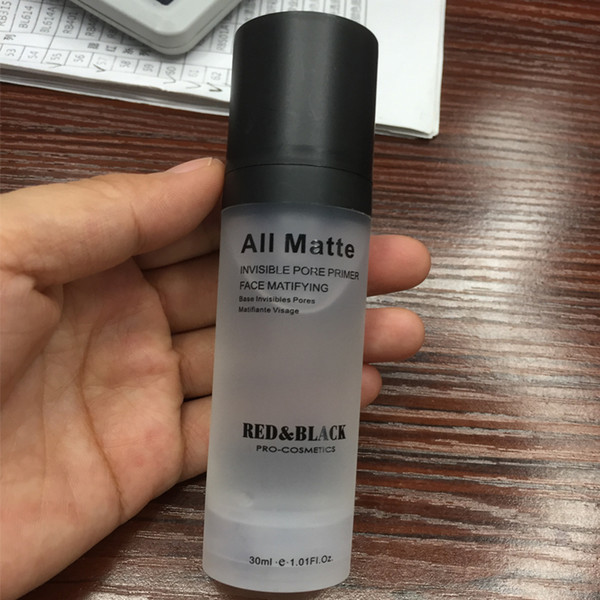 All Matte
INVISIBLE PORE PRIMER
FACE MATIFYING
Base Invisibles Pores
Matifiante Visage
RED&BLACK
PRO-COSMETICS
30ml ·e· 1.01Fl.Oz.